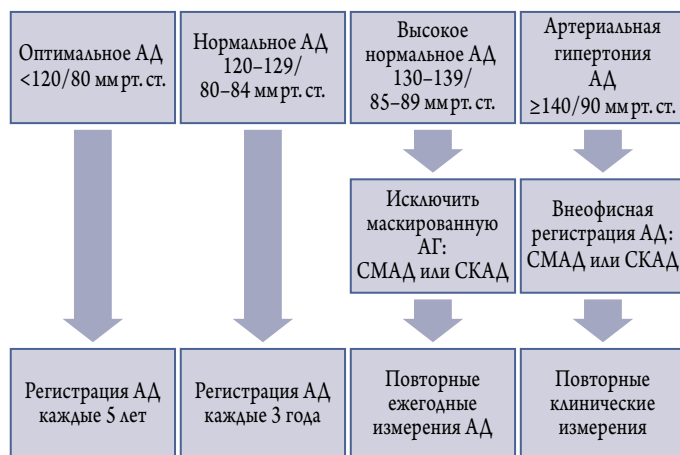 Оптимальное АД
<120/80 мм рт. ст.
Нормальное АД
120–129/
80–84 мм рт. ст.
Высокое
нормальное АД
130–139/
85–89 мм рт. ст.
Артериальная
гипертония
АД
≥140/90 мм рт. ст.
Исключить
маскированную
АГ:
СМАД или СКАД
Внеофисная
регистрация АД:
СМАД или СКАД
Регистрация АД
каждые 5 лет
Регистрация АД
каждые 3 года
Повторные
ежегодные
измерения АД
Повторные
клинические
измерения